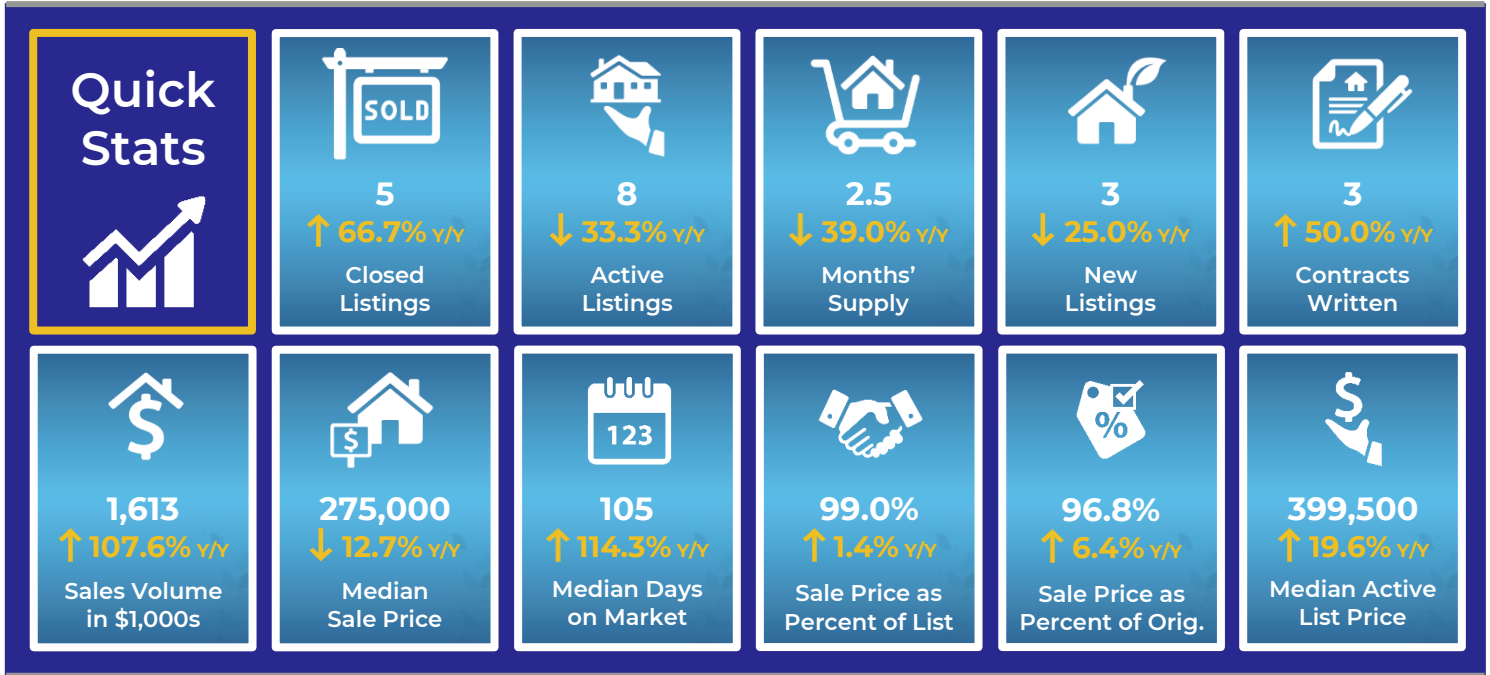 Quick
Stats
SOLD
5
↑ 66.7% Y/Y
Closed
Listings
8
↓ 33.3% Y/Y
Active
Listings
2.5
↓ 39.0% Y/Y
Months’
Supply
3
↓ 25.0% Y/Y
New
Listings
3
↑ 50.0% Y/Y
Contracts
Written
$
1,613
↑ 107.6% Y/Y
Sales Volume
in $1,000s
$
275,000
↓ 12.7% Y/Y
Median
Sale Price
123
105
↑ 114.3% Y/Y
Median Days
on Market
99.0%
↑ 1.4% Y/Y
Sale Price as
Percent of List
%
96.8%
↑ 6.4% Y/Y
Sale Price as
Percent of Orig.
$
399,500
↑ 19.6% Y/Y
Median Active
List Price